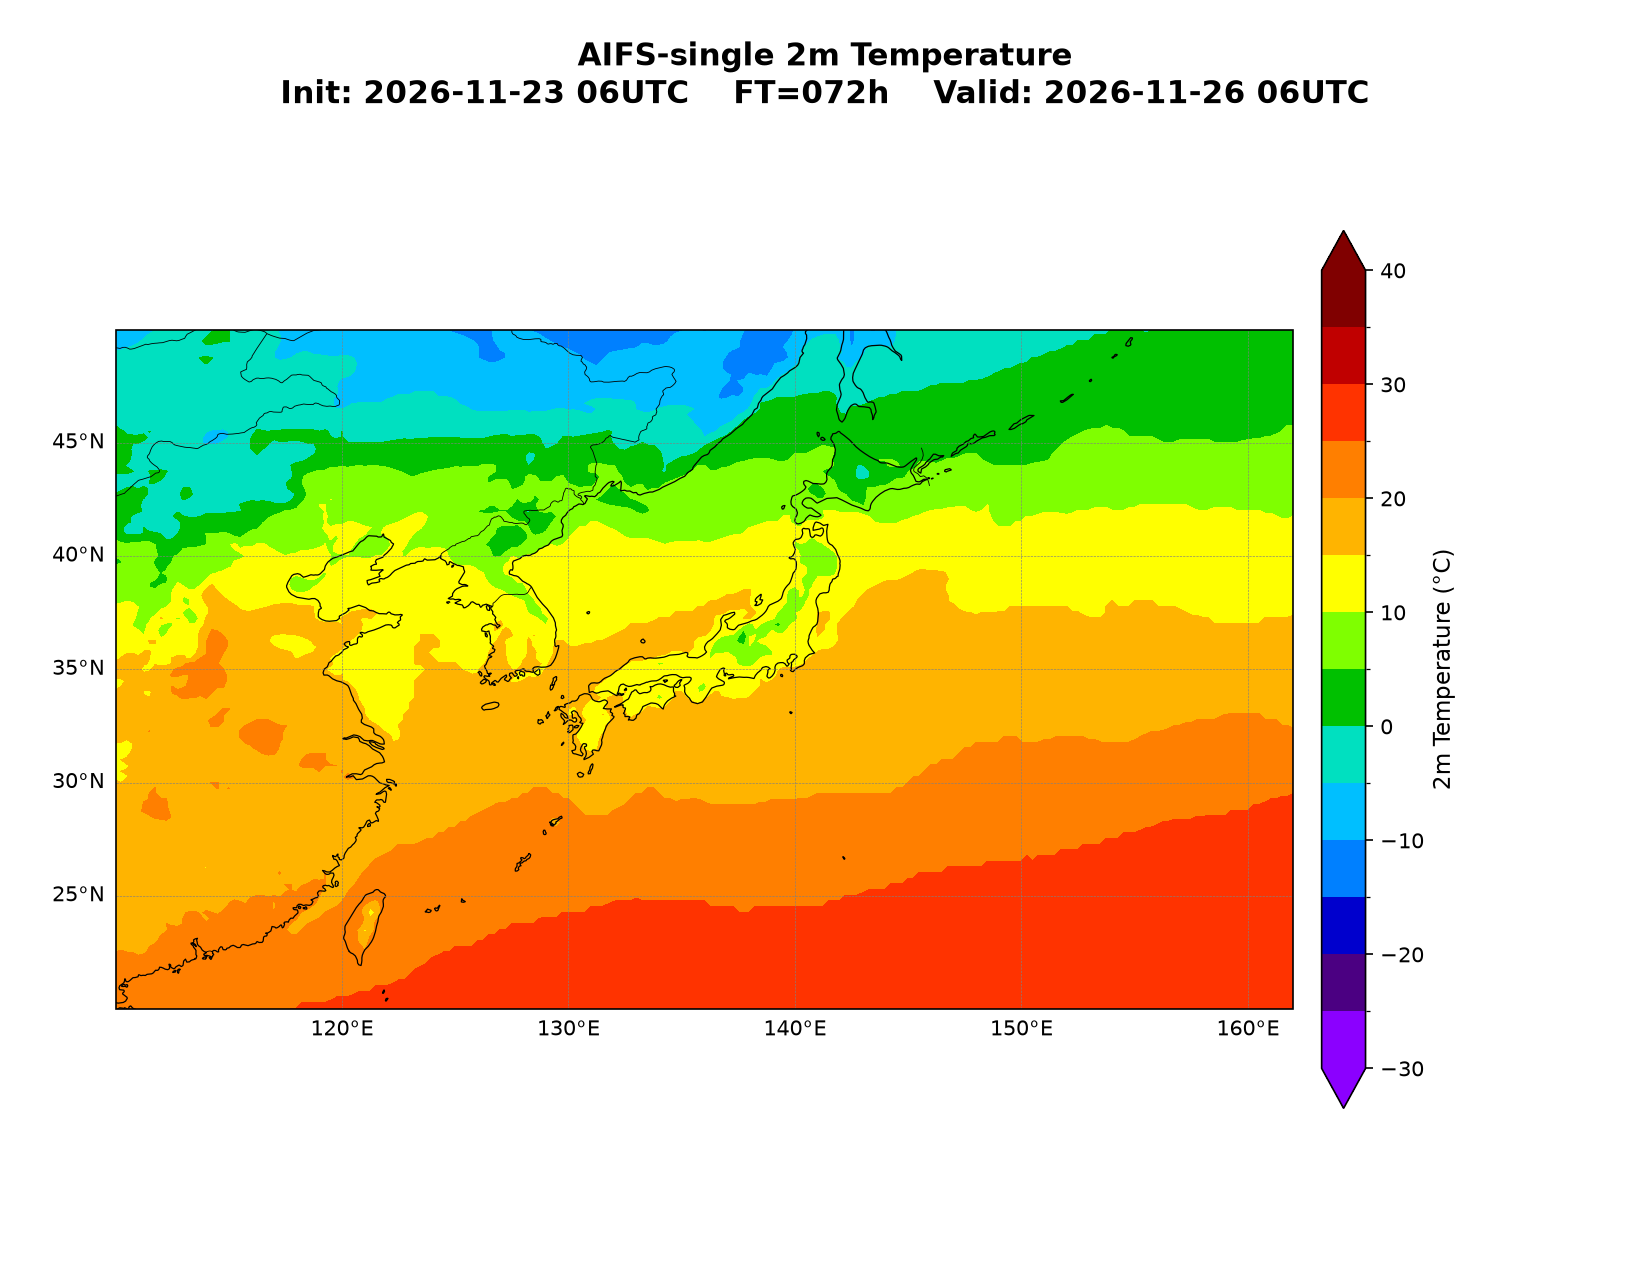 AIFS-single 2m Temperature
Init: 2026-11-23 06UTC    FT=072h    Valid: 2026-11-26 06UTC
45°N
40°N
35°N
30°N
25°N
120°E
130°E
140°E
150°E
160°E
40
30
20
10
0
−10
−20
−30
2m Temperature (°C)